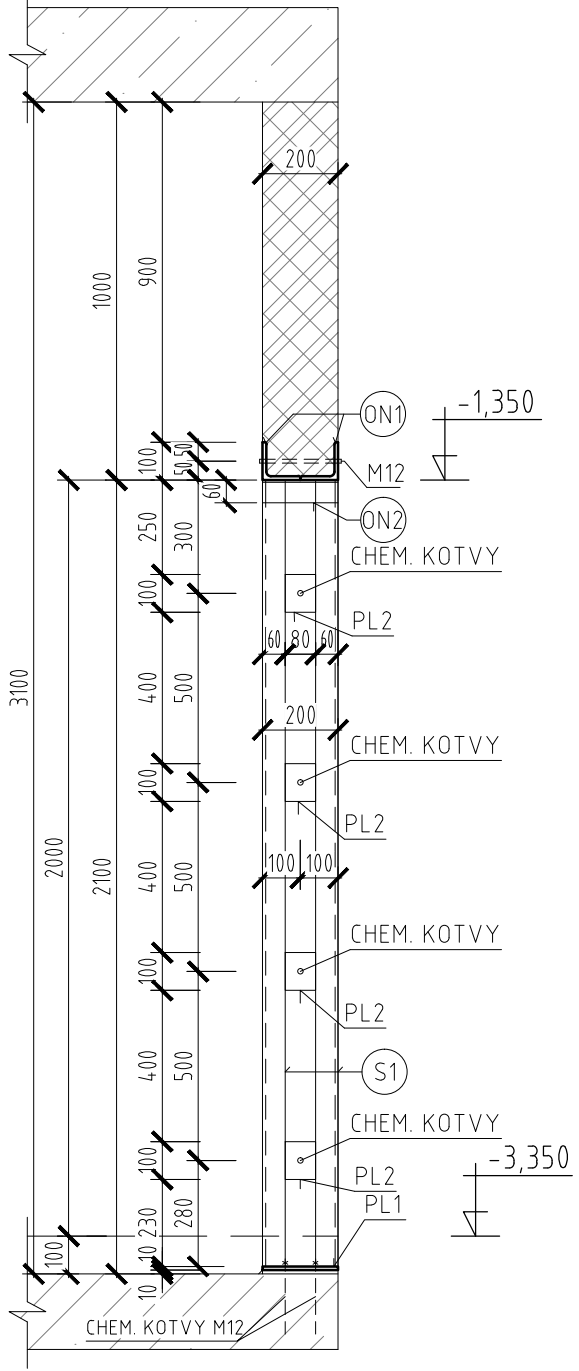 200
900
1000
ON1
-1,350
50
100
50
M12
60
ON2
250
300
CHEM. KOTVY
100
PL2
60 80 60
3100
400
500
200
CHEM. KOTVY
100
PL2
2000
2100
100 100
400
500
CHEM. KOTVY
100
PL2
400
500
S1
CHEM. KOTVY
100
-3,350
PL2
PL1
230
280
100
10
10
CHEM. KOTVY M12